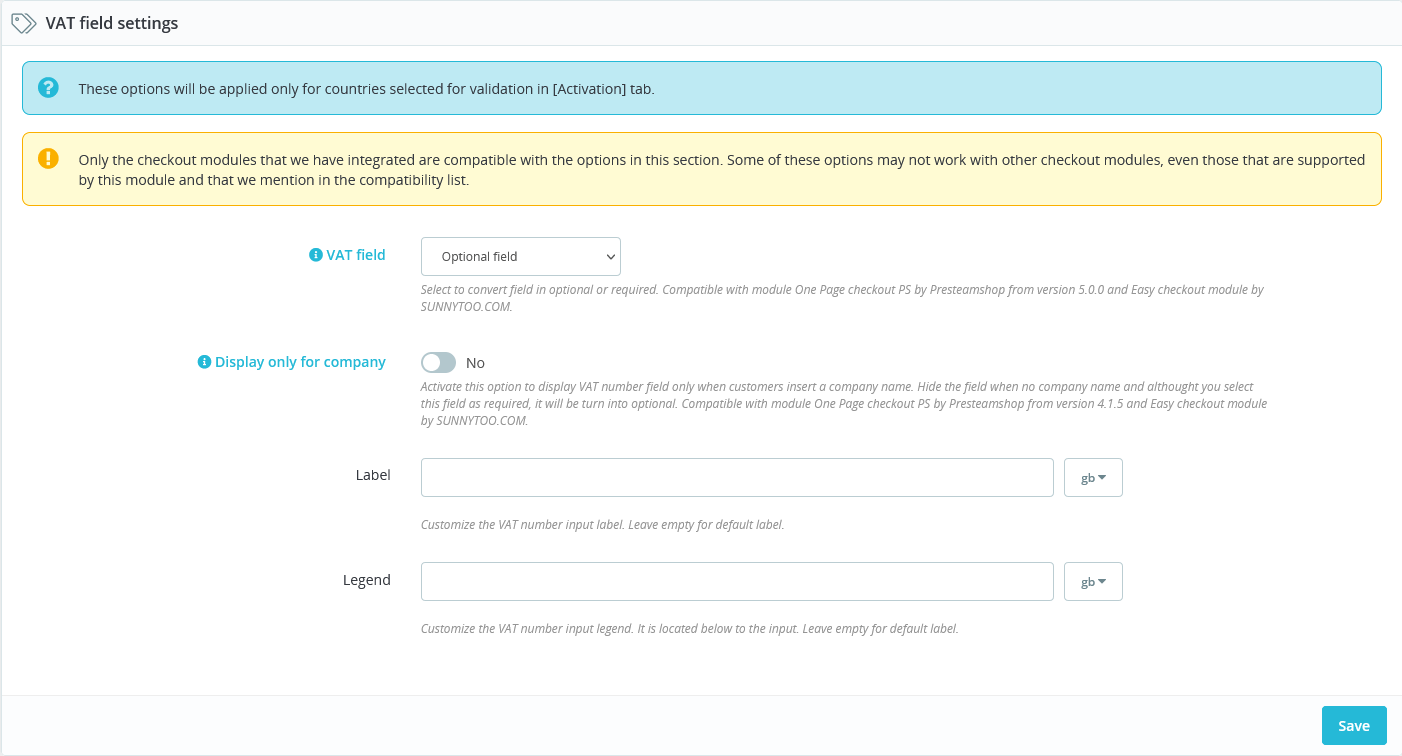 VAT field settings
These options will be applied only for countries selected for validation in [Activation] tab.
Only the checkout modules that we have integrated are compatible with the options in this section. Some of these options may not work with other checkout modules, even those that are supported
by this module and that we mention in the compatibility list.
VAT field
Optional field
Select to convert field in optional or required. Compatible with module One Page checkout PS by Presteamshop from version 5.0.0 and Easy checkout module by
SUNNYTOO.COM.
Display only for company
No
Activate this option to display VAT number field only when customers insert a company name. Hide the field when no company name and althought you select
this field as required, it will be turn into optional. Compatible with module One Page checkout PS by Presteamshop from version 4.1.5 and Easy checkout module
by SUNNYTOO.COM.
Label
gb
Customize the VAT number input label. Leave empty for default label.
Legend
gb
Customize the VAT number input legend. It is located below to the input. Leave empty for default label.
Save